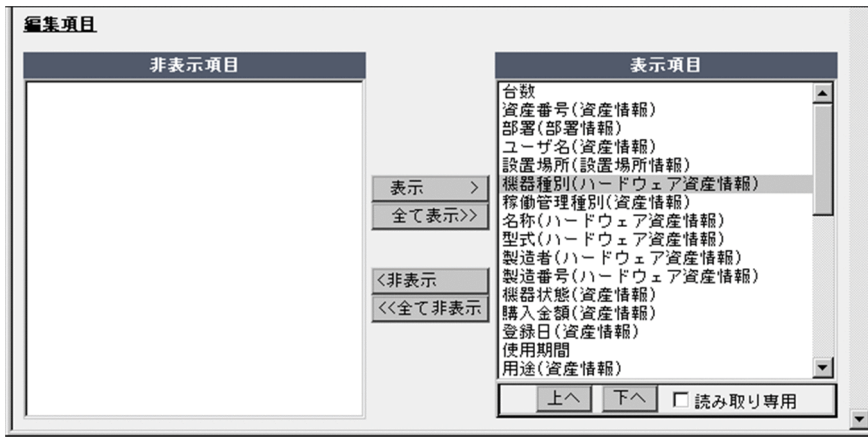 編集項目
非表示項目
表示項目
台数
資産番号(資産情報)
部署(部署情報)
ユーザ名(資産情報)
設置場所(設置場所情報)
機器種別(ハードウェア資産情報)
稼働管理種別(資産情報)
名称(ハードウェア資産情報)
型式(ハードウェア資産情報)
製造者(ハードウェア資産情報)
製造番号(ハードウェア資産情報)
機器状態(資産情報)
購入金額(資産情報)
登録日(資産情報)
使用期間
用途(資産情報)
表示 >
全て表示>>
<非表示
<<全て非表示
上へ 下へ 読み取り専用